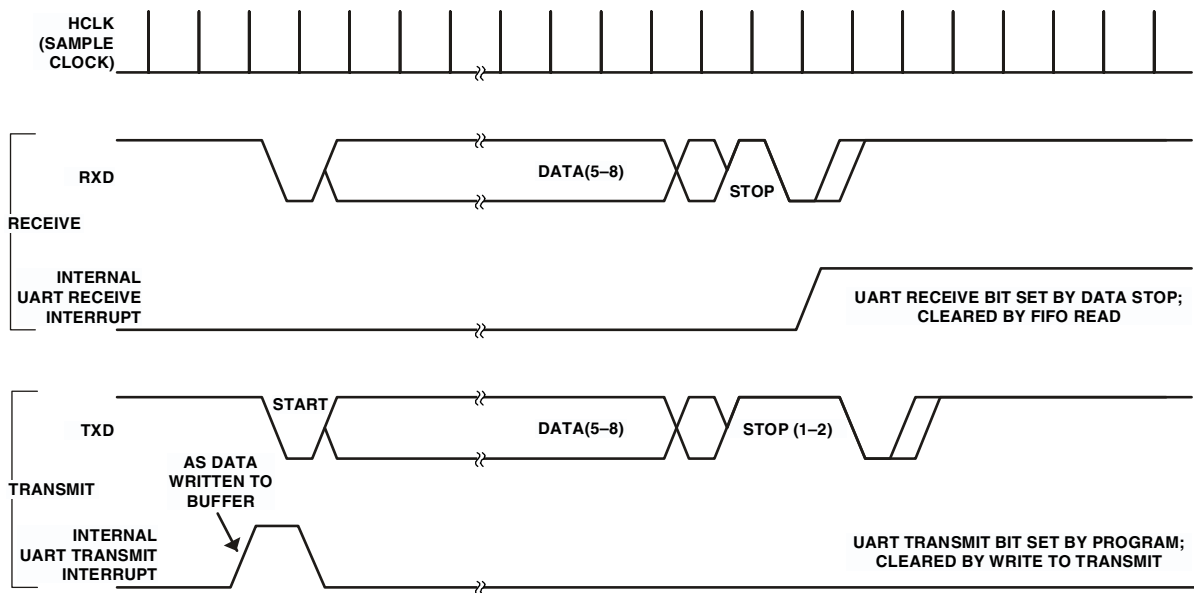 HCLK
(SAMPLE
CLOCK)
RXD
DATA(5–8)
STOP
RECEIVE
INTERNAL
UART RECEIVE
INTERRUPT
UART RECEIVE BIT SET BY DATA STOP;
CLEARED BY FIFO READ
START
TXD
DATA(5–8)
STOP (1–2)
AS DATA
WRITTEN TO
BUFFER
TRANSMIT
INTERNAL
UART TRANSMIT
INTERRUPT
UART TRANSMIT BIT SET BY PROGRAM;
CLEARED BY WRITE TO TRANSMIT